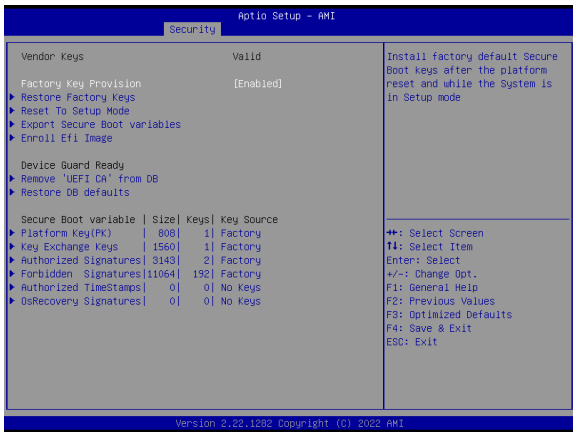 Aptio Setup - AMI
Security
Vendor Keys Valid
Factory Key Provision [Enabled]
Restore Factory Keys
Reset To Setup Mode
Export Secure Boot variables
Enroll Efi Image
Device Guard Ready
Remove 'UEFI CA' from DB
Restore DB defaults
Secure Boot variable | Size| Keys| Key Source
Platform Key(PK) | 808| 1| Factory
Key Exchange Keys | 1560| 1| Factory
Authorized Signatures| 3143| 2| Factory
Forbidden Signatures|11064| 192| Factory
Authorized TimeStamps| 0| 0| No Keys
OsRecovery Signatures| 0| 0| No Keys
Install factory default Secure
Boot keys after the platform
reset and while the System is
in Setup mode
→←: Select Screen
↑↓: Select Item
Enter: Select
+/-: Change Opt.
F1: General Help
F2: Previous Values
F3: Optimized Defaults
F4: Save & Exit
ESC: Exit
Version 2.22.1282 Copyright (C) 2022 AMI